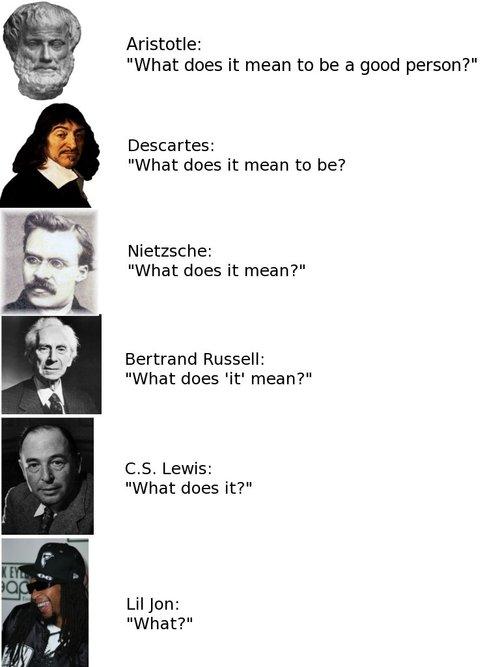 Aristotle:
"What does it mean to be a good person?"
Descartes:
"What does it mean to be?
Nietzsche:
"What does it mean?"
Bertrand Russell:
"What does 'it' mean?"
C.S. Lewis:
"What does it?"
Lil Jon:
"What?"